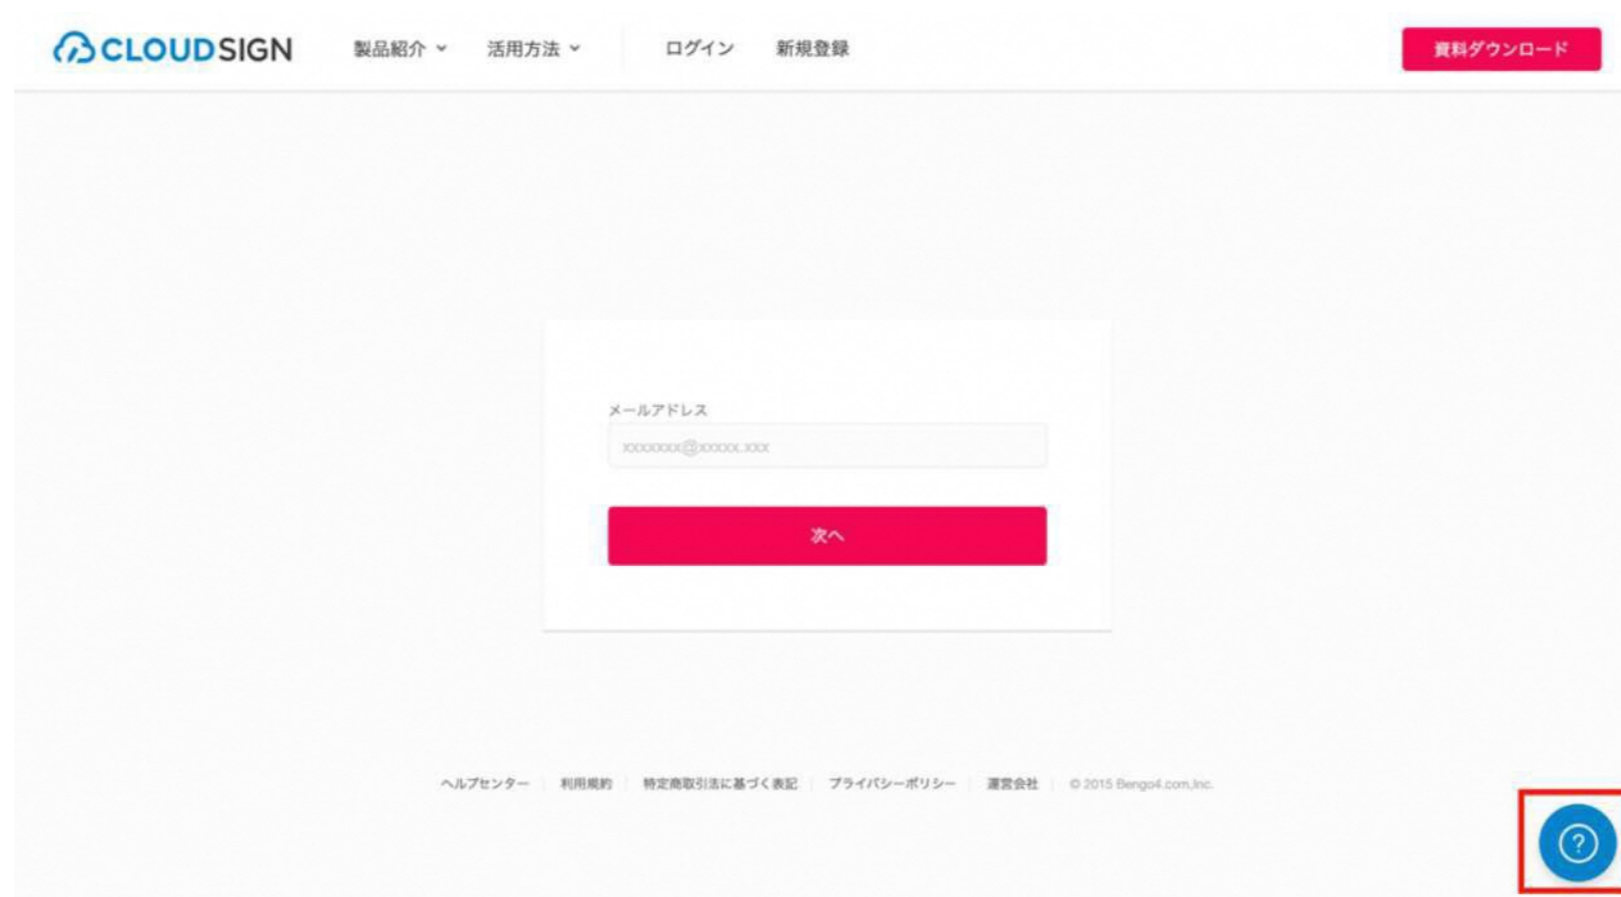 CLOUDSIGN 製品紹介 活用方法 ログイン 新規登録 資料ダウンロード
メールアドレス
xxxxxxx@xxxxx.xxx
次へ
ヘルプセンター 利用規約 特定商取引法に基づく表記 プライバシーポリシー 運営会社 © 2015 Bengo4.com,Inc.
?